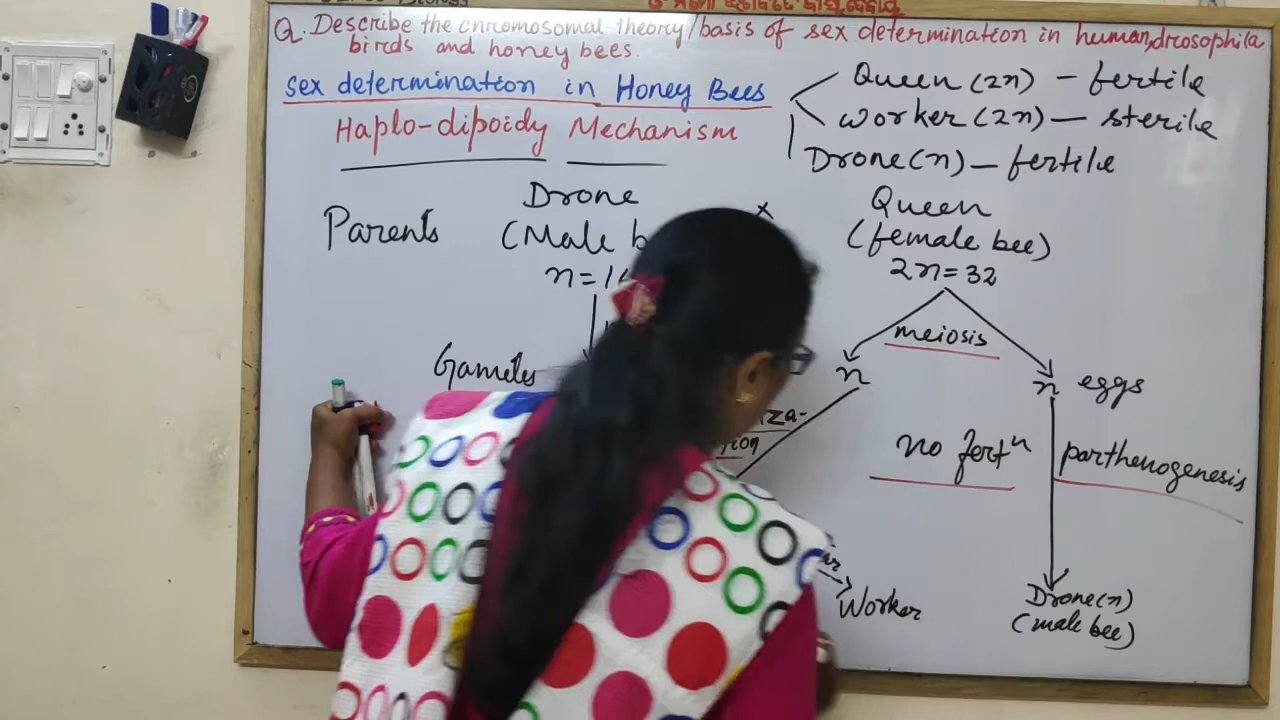 Q. Describe the chromosomal theory/basis of sex determination in human, drosophila
birds and honey bees.
sex determination in Honey Bees
Haplo-dipoidy Mechanism
Queen (2n) – fertile
Worker (2n) — sterile
Drone (n) — fertile
Parents
Drone
(Male
n=1
x
Queen
(female bee)
2n = 32
meiosis
Gametes
n
n eggs
no fertⁿ
parthenogenesis
Worker
Drone(n)
(male bee)